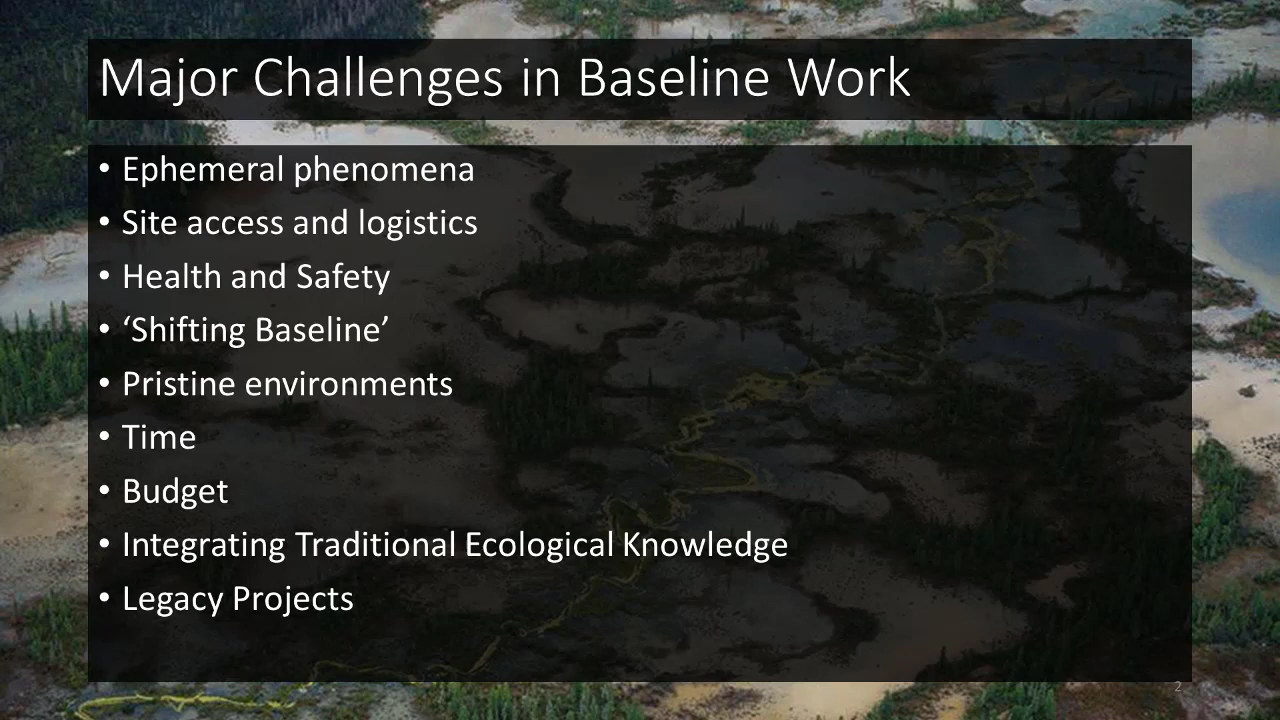 Major Challenges in Baseline Work
• Ephemeral phenomena
• Site access and logistics
• Health and Safety
• ‘Shifting Baseline’
• Pristine environments
• Time
• Budget
• Integrating Traditional Ecological Knowledge
• Legacy Projects
2